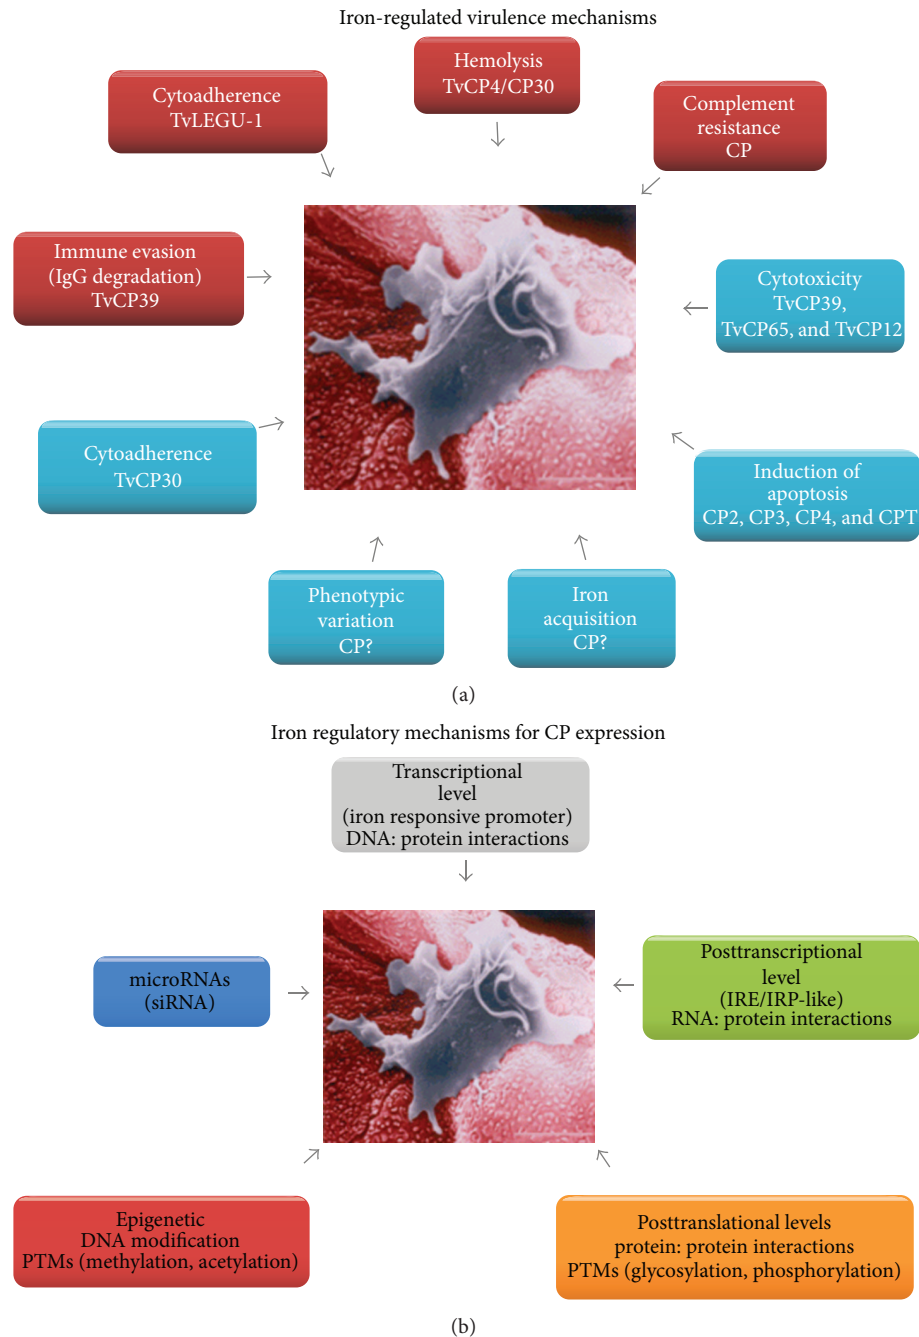 Iron-regulated virulence mechanisms
Hemolysis
TvCP4/CP30
Cytoadherence
TvLEGU-1
Complement
resistance
CP
Immune evasion
(IgG degradation)
TvCP39
Cytotoxicity
TvCP39,
TvCP65, and TvCP12
Cytoadherence
TvCP30
Induction of
apoptosis
CP2, CP3, CP4, and CPT
Phenotypic
variation
CP?
Iron
acquisition
CP?
(a)
Iron regulatory mechanisms for CP expression
Transcriptional
level
(iron responsive promoter)
DNA: protein interactions
microRNAs
(siRNA)
Posttranscriptional
level
(IRE/IRP-like)
RNA: protein interactions
Epigenetic
DNA modification
PTMs (methylation, acetylation)
Posttranslational levels
protein: protein interactions
PTMs (glycosylation, phosphorylation)
(b)